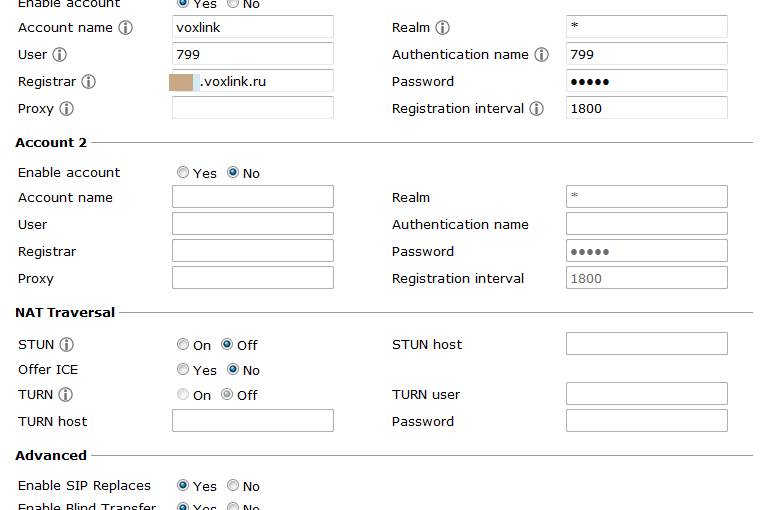 Enable account Yes No
Account name voxlink Realm *
User 799 Authentication name 799
Registrar .voxlink.ru Password •••••
Proxy Registration interval 1800
Account 2
Enable account Yes No
Account name Realm *
User Authentication name
Registrar Password •••••
Proxy Registration interval 1800
NAT Traversal
STUN On Off STUN host
Offer ICE Yes No
TURN On Off TURN user
TURN host Password
Advanced
Enable SIP Replaces Yes No
Enable Blind Transfer Yes No